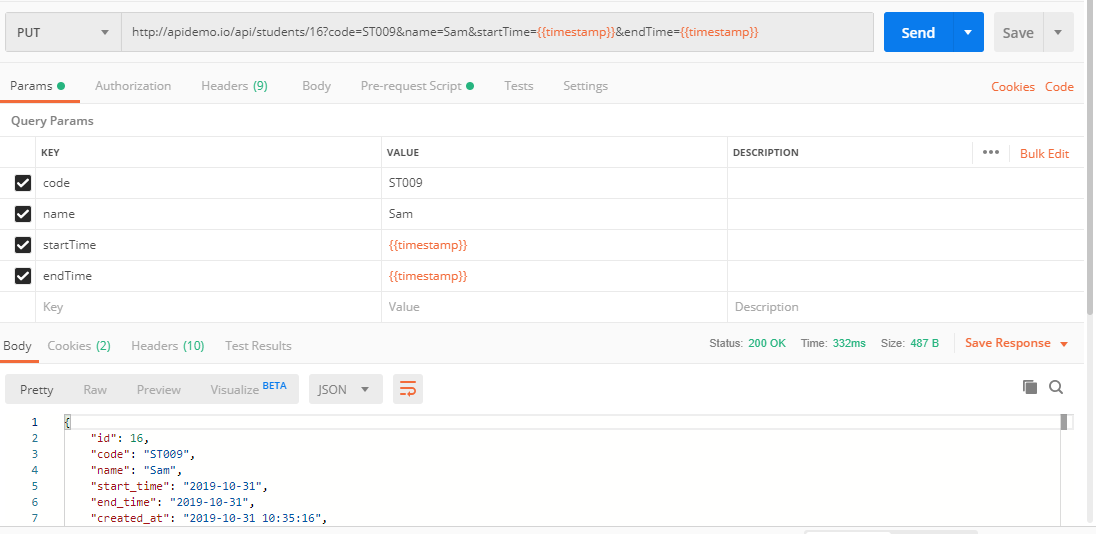 PUT http://apidemo.io/api/students/16?code=ST009&name=Sam&startTime={{timestamp}}&endTime={{timestamp}} Send Save
Params Authorization Headers (9) Body Pre-request Script Tests Settings Cookies Code
Query Params
KEY VALUE DESCRIPTION ••• Bulk Edit
code ST009
name Sam
startTime {{timestamp}}
endTime {{timestamp}}
Key Value Description
Body Cookies (2) Headers (10) Test Results Status: 200 OK Time: 332ms Size: 487 B Save Response
Pretty Raw Preview Visualize BETA JSON
1 {
2 "id": 16,
3 "code": "ST009",
4 "name": "Sam",
5 "start_time": "2019-10-31",
6 "end_time": "2019-10-31",
7 "created_at": "2019-10-31 10:35:16",